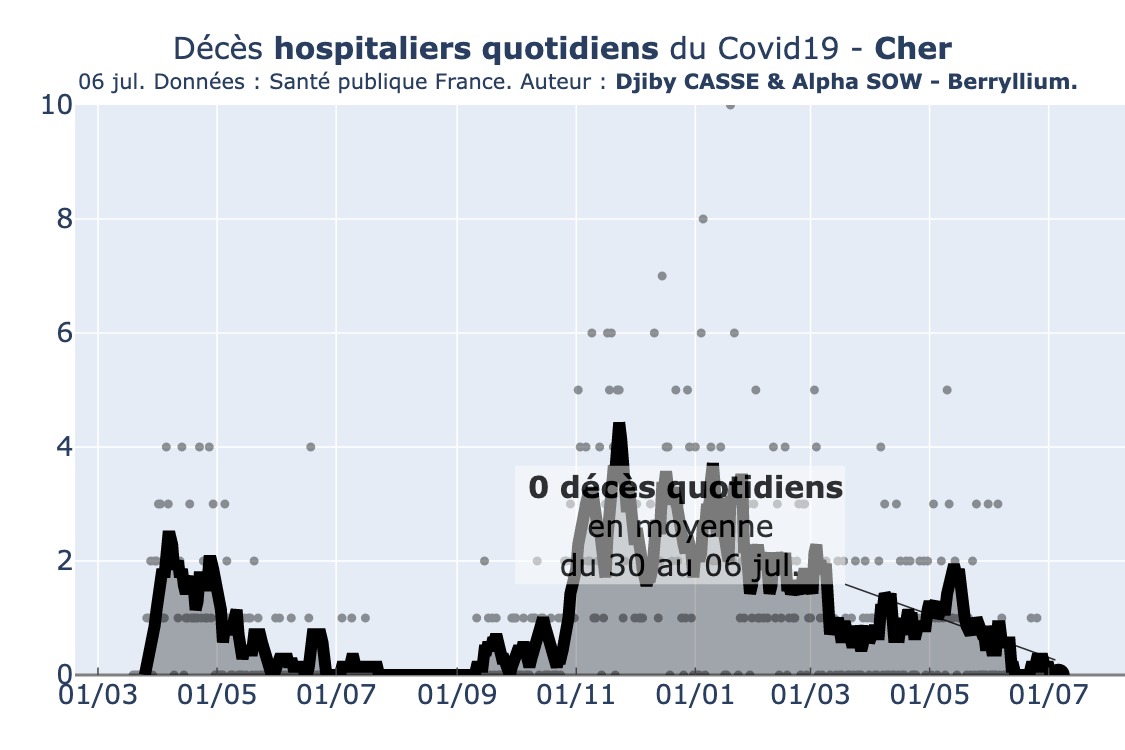 Décès hospitaliers quotidiens du Covid19 - Cher
06 jul. Données : Santé publique France. Auteur : Djiby CASSE & Alpha SOW - Berryllium.
10
8
6
4
2
0
0 décès quotidiens
en moyenne
du 30 au 06 jul.
01/03 01/05 01/07 01/09 01/11 01/01 01/03 01/05 01/07